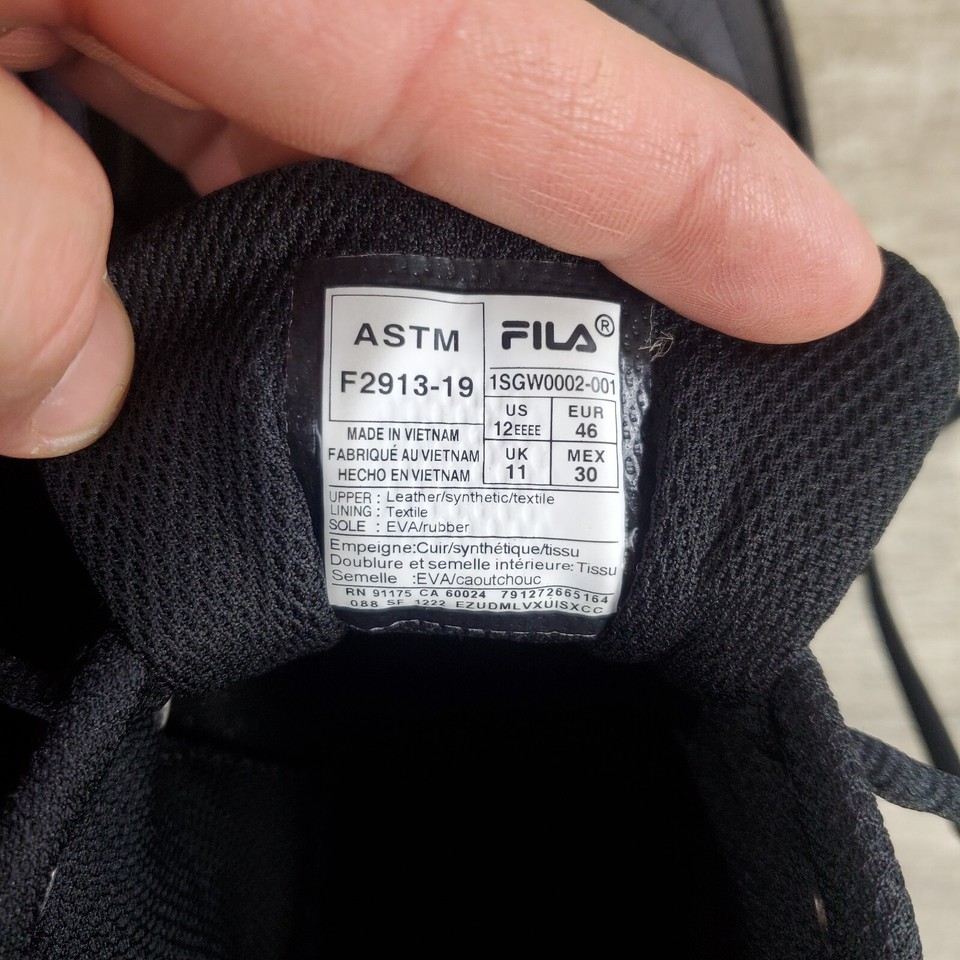 ASTM
F2913-19
FILA®
1SGW0002-001
US
12EEEE
EUR
46
UK
11
MEX
30
MADE IN VIETNAM
FABRIQUÉ AU VIETNAM
HECHO EN VIETNAM
UPPER : Leather/synthetic/textile
LINING : Textile
SOLE : EVA/rubber
Empeigne:Cuir/synthétique/tissu
Doublure et semelle intérieure: Tissu
Semelle :EVA/caoutchouc
RN 91175 CA 60024 791272665164
088 SF 1222 EZUDMLVXUISXCC